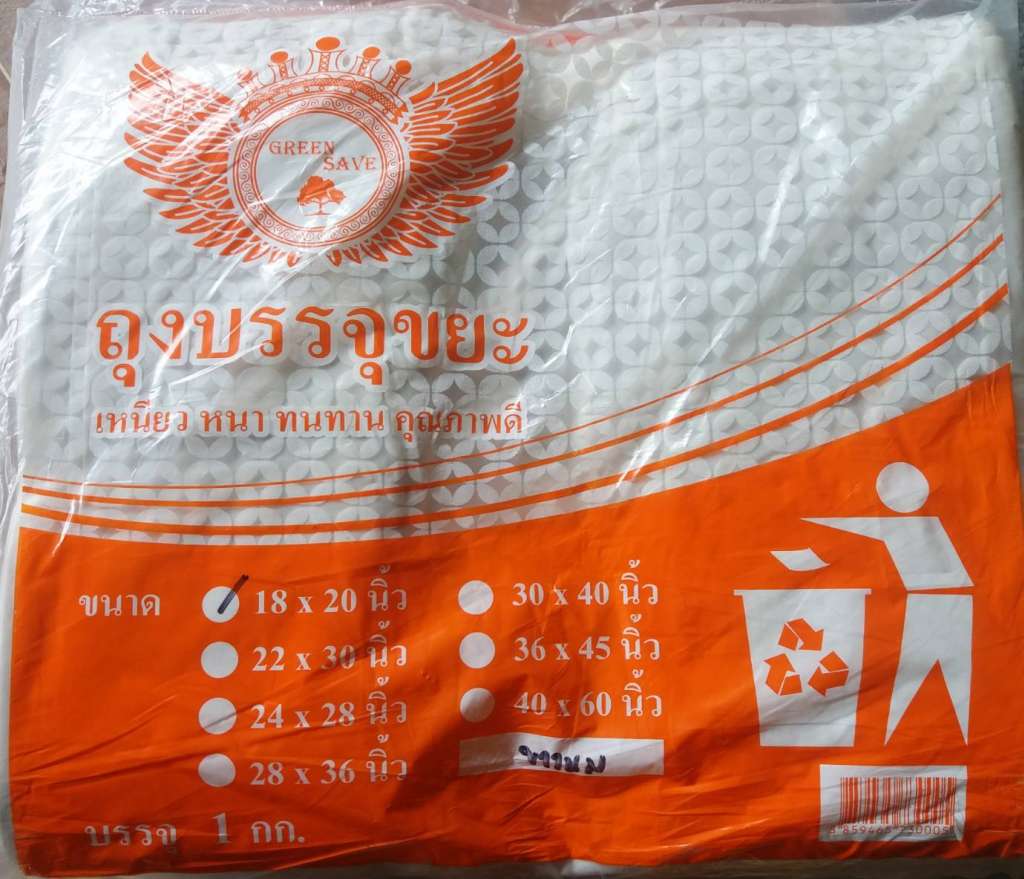 GREEN
SAVE
ถุงบรรจุขยะ
เหนียว หนา ทนทาน คุณภาพดี
ขนาด
18 x 20 นิ้ว
22 x 30 นิ้ว
24 x 28 นิ้ว
28 x 36 นิ้ว
30 x 40 นิ้ว
36 x 45 นิ้ว
40 x 60 นิ้ว
บรรจุ 1 กก.